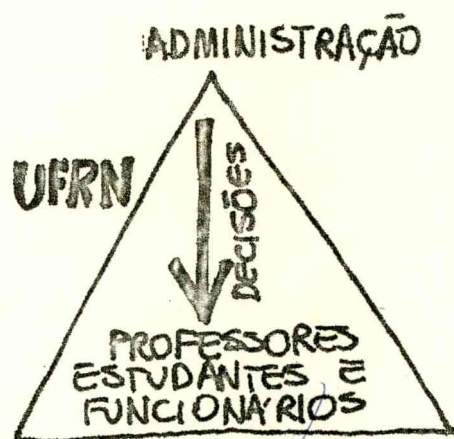 ADMINISTRAÇÃO
UFRN
DECISÕES
PROFESSORES
ESTUDANTES E
FUNCIONÁRIOS